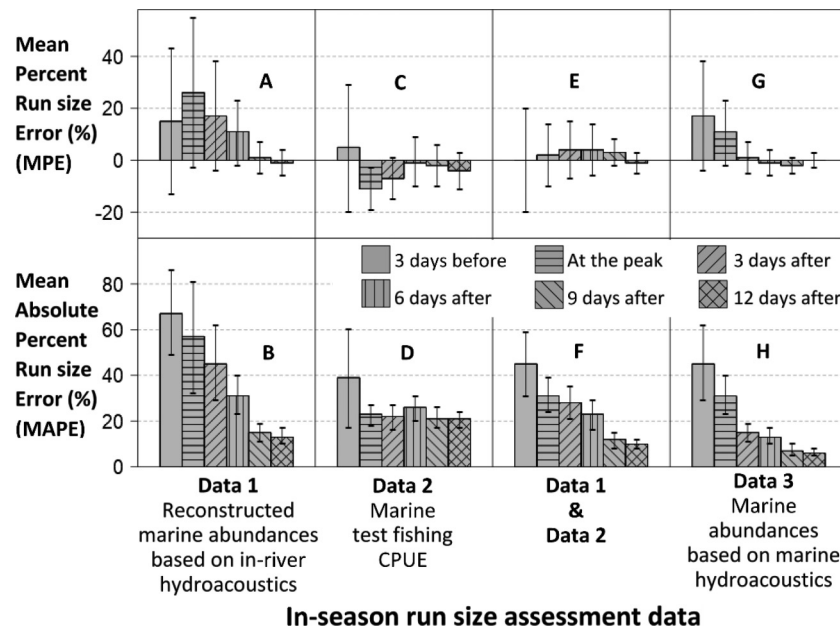 Mean
Percent
Run size
Error (%)
(MPE)
40
20
0
-20
A
C
E
G
Mean
Absolute
Percent
Run size
Error (%)
(MAPE)
80
60
40
20
0
3 days before
At the peak
3 days after
6 days after
9 days after
12 days after
B
D
F
H
Data 1
Reconstructed
marine abundances
based on in-river
hydroacoustics
Data 2
Marine
test fishing
CPUE
Data 1
&
Data 2
Data 3
Marine
abundances
based on marine
hydroacoustics
In-season run size assessment data